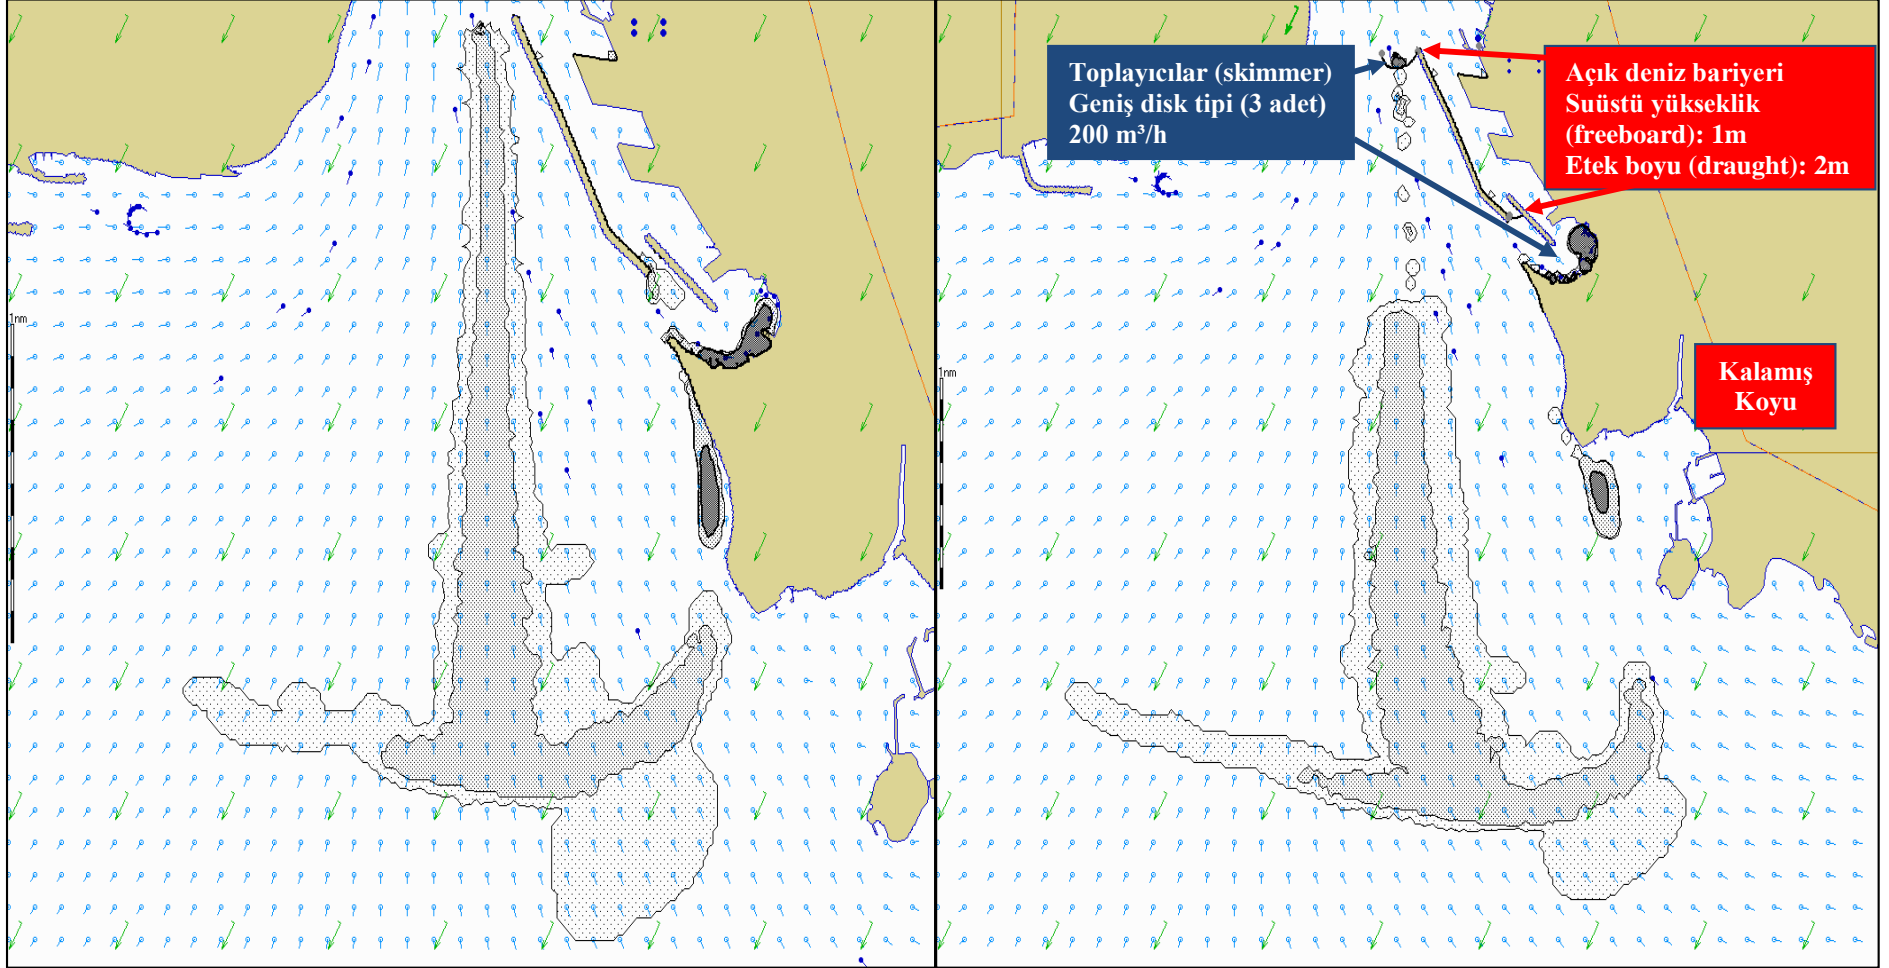 Toplayıcılar (skimmer)
Geniş disk tipi (3 adet)
200 m³/h
Açık deniz bariyeri
Suüstü yükseklik
(freeboard): 1m
Etek boyu (draught): 2m
1nm
1nm
Kalamış
Koyu